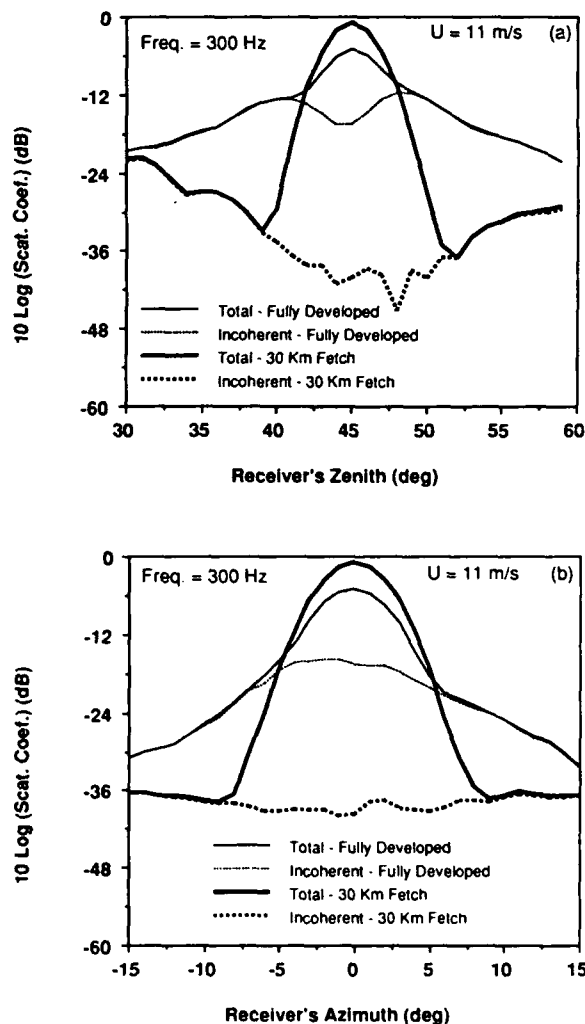 0
Freq. = 300 Hz
U = 11 m/s
(a)
-12
-24
-36
-48
-60
10 Log (Scat. Coef.) (dB)
Total - Fully Developed
Incoherent - Fully Developed
Total - 30 Km Fetch
Incoherent - 30 Km Fetch
30 35 40 45 50 55 60
Receiver's Zenith (deg)
0
Freq. = 300 Hz
U = 11 m/s
(b)
-12
-24
-36
-48
-60
10 Log (Scat. Coef.) (dB)
Total - Fully Developed
Incoherent - Fully Developed
Total - 30 Km Fetch
Incoherent - 30 Km Fetch
-15 -10 -5 0 5 10 15
Receiver's Azimuth (deg)